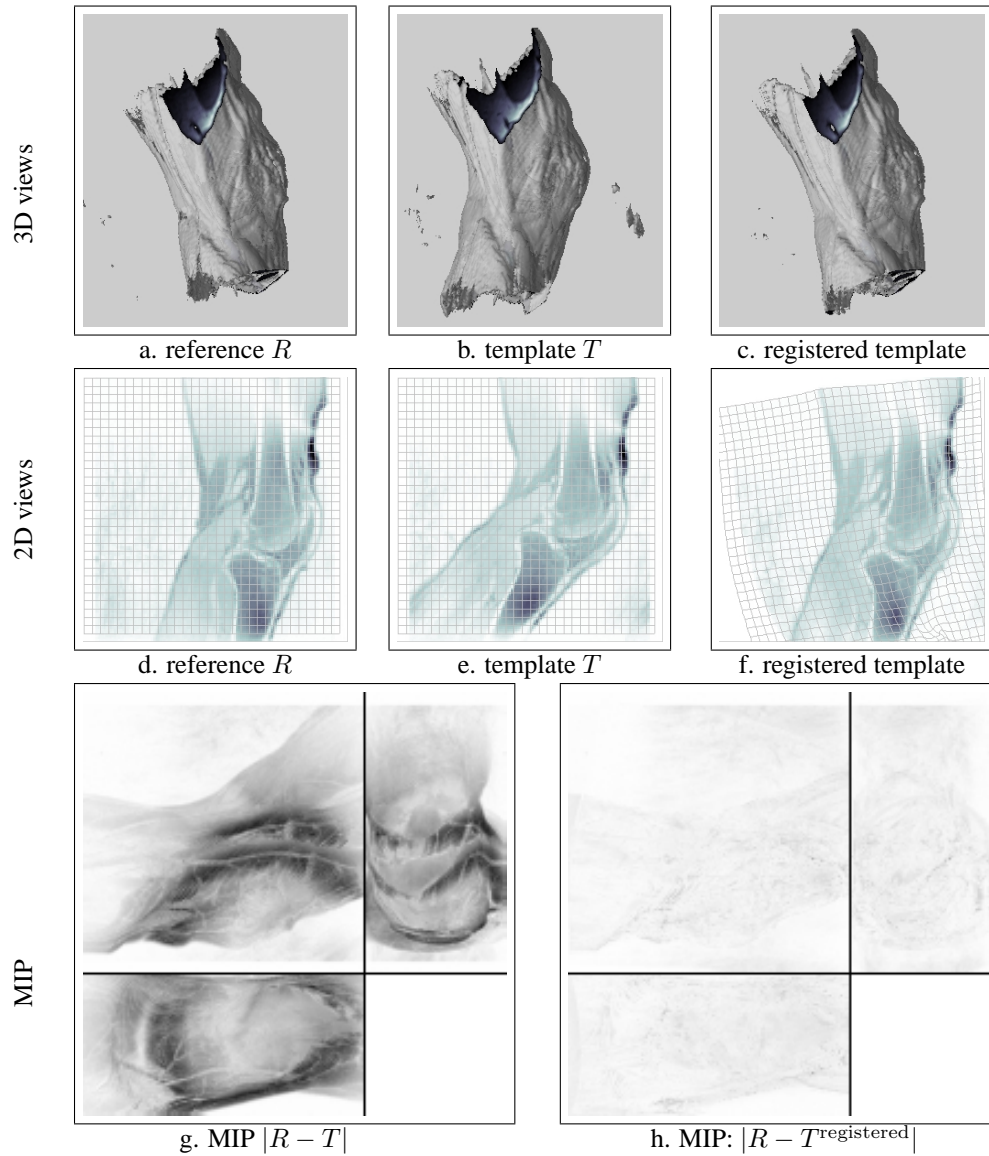 3D views
a. reference R
b. template T
c. registered template
2D views
d. reference R
e. template T
f. registered template
MIP
g. MIP |R − T|
h. MIP: |R − T^registered|